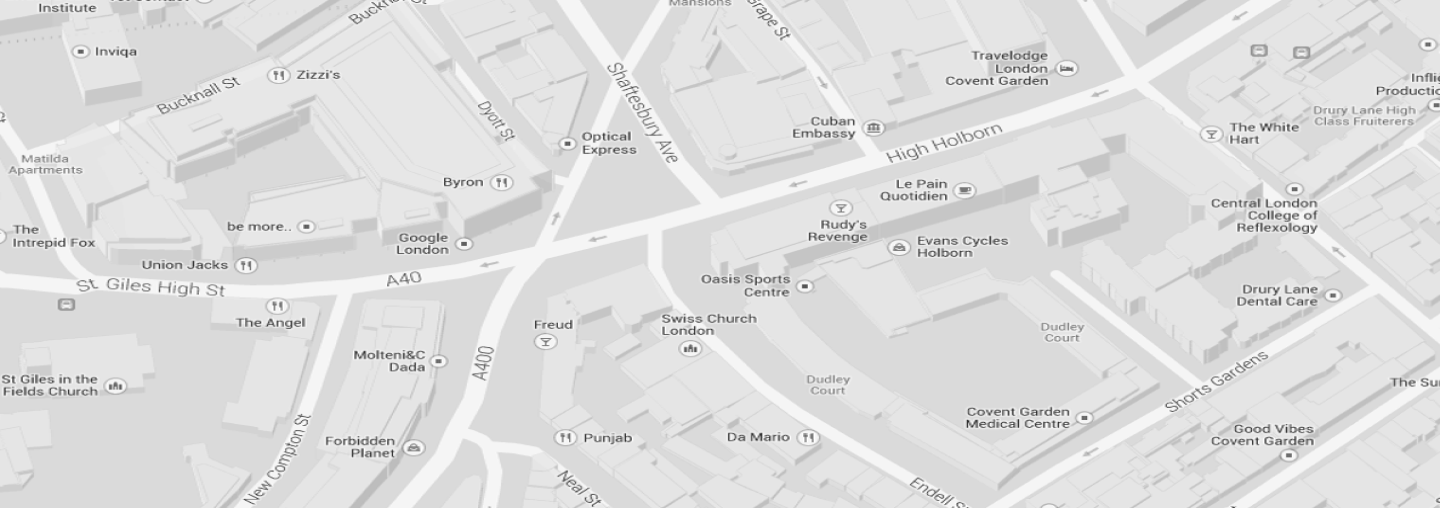 Institute
Bucknall St
Mansions
Grape St
Inviqa
Zizzi's
Bucknall St
Dyott St
Shaftesbury Ave
Travelodge
London
Covent Garden
Drury Lane High
Class Fruiterers
Optical
Express
Cuban
Embassy
High Holborn
The White
Hart
Matilda
Apartments
Byron
Le Pain
Quotidien
Central London
College of
Reflexology
The
Intrepid Fox
be more..
Google
London
Rudy's
Revenge
Evans Cycles
Holborn
Union Jacks
St Giles High St
A40
Oasis Sports
Centre
Drury Lane
Dental Care
The Angel
Freud
Swiss Church
London
Dudley
Court
Molteni&C
Dada
A400
St Giles in the
Fields Church
Dudley
Court
Shorts Gardens
Covent Garden
Medical Centre
New Compton St
Forbidden
Planet
Punjab
Da Mario
Good Vibes
Covent Garden
Neal St
Endell St